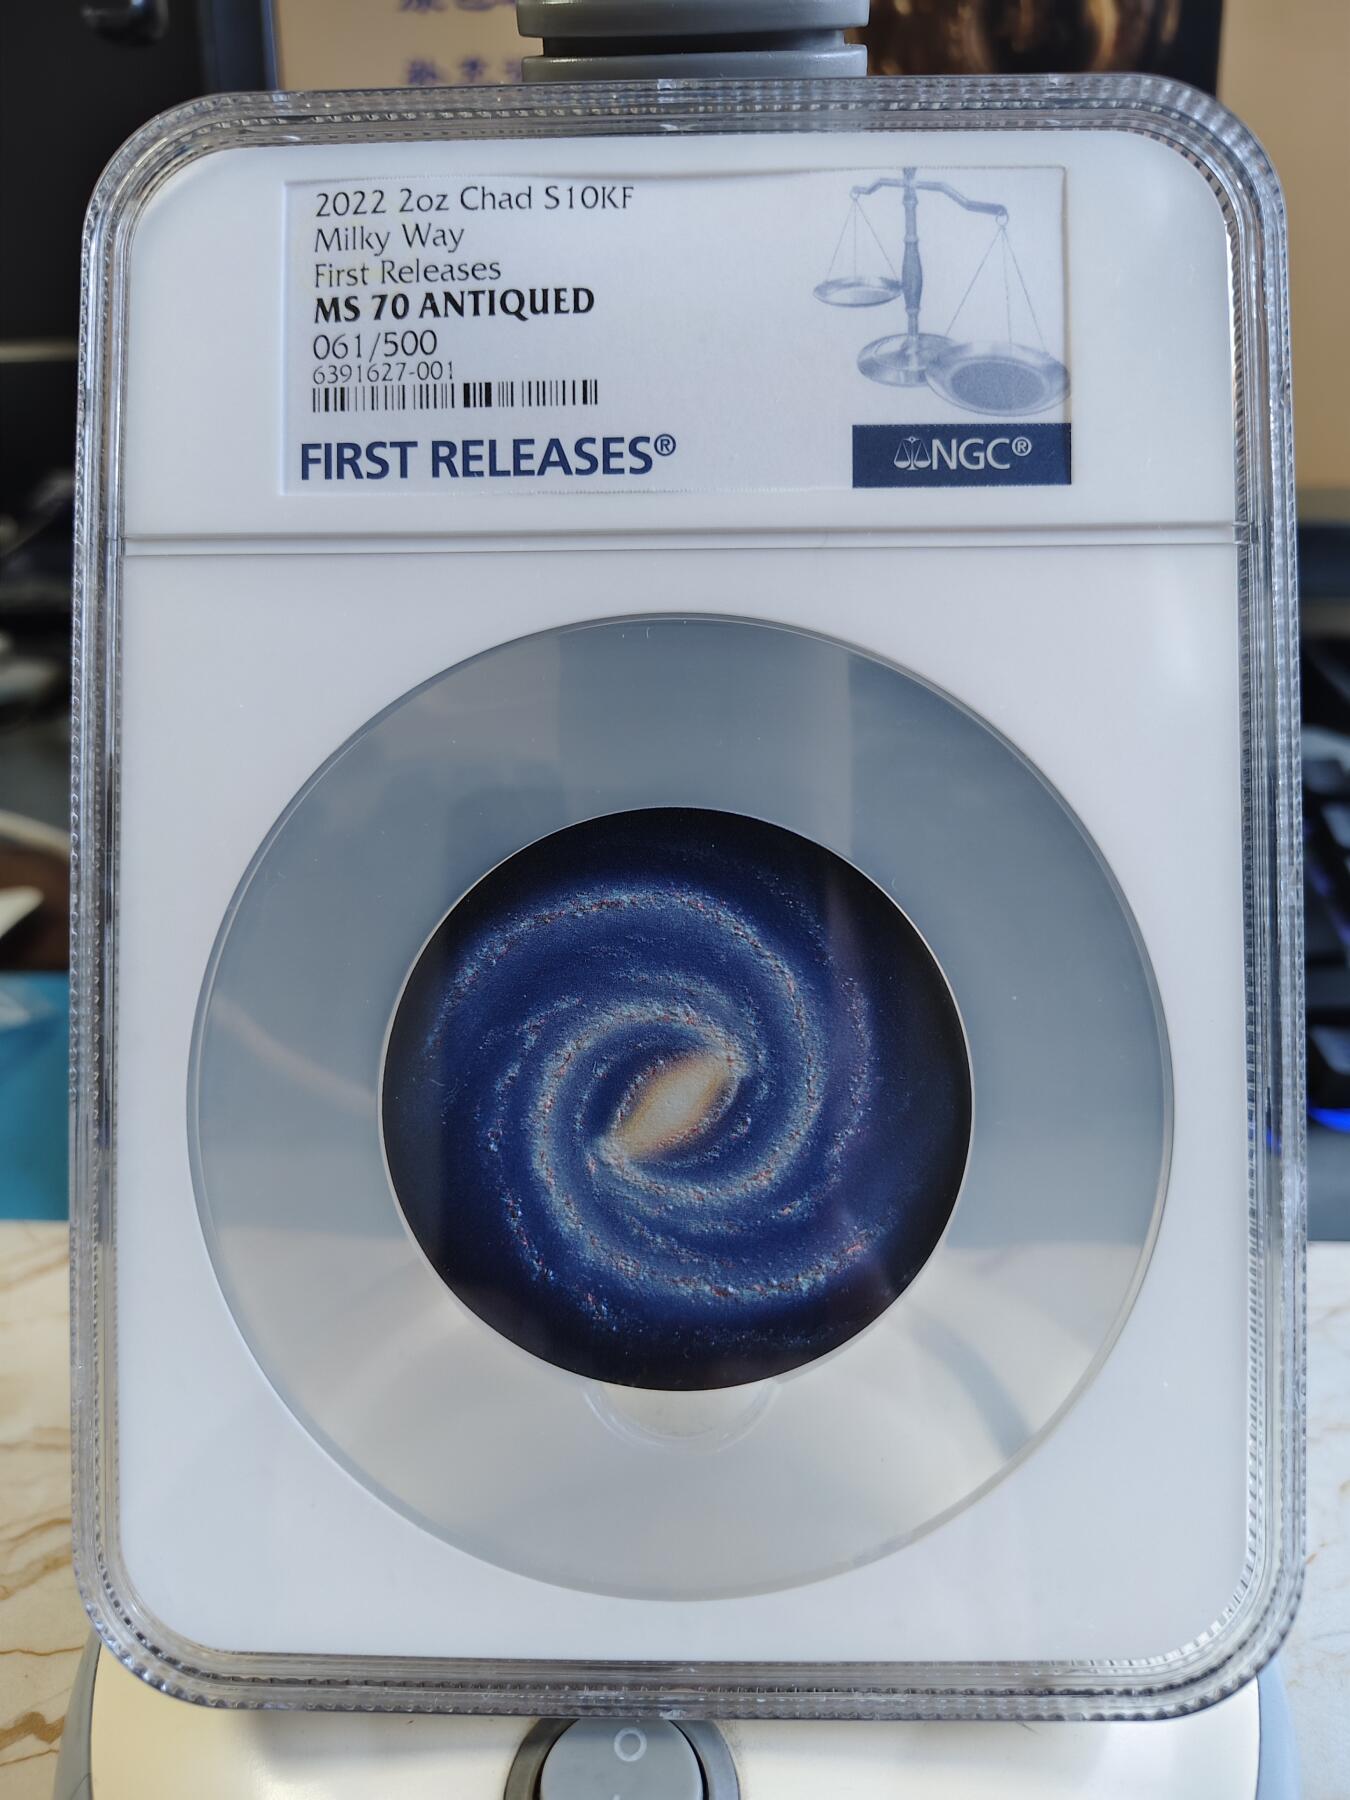 2022 2oz Chad S10KF
Milky Way
First Releases
MS 70 ANTIQUED
061/500
6391627-001
FIRST RELEASES®
NGC®